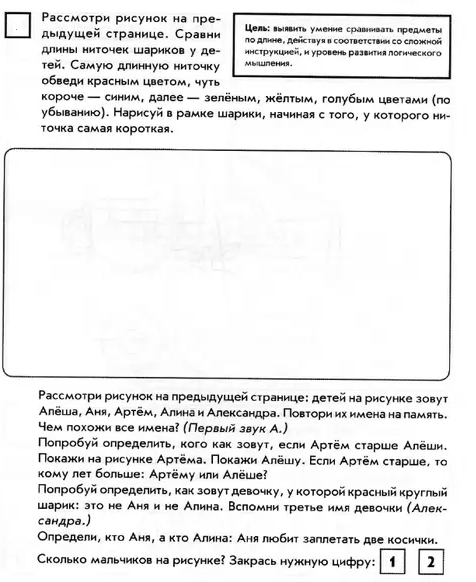 Рассмотри рисунок на пре-
дыдущей странице. Сравни
длины ниточек шариков у де-
тей. Самую длинную ниточку
обведи красным цветом, чуть
короче — синим, далее — зелёным, жёлтым, голубым цветами (по
убыванию). Нарисуй в рамке шарики, начиная с того, у которого ни-
точка самая короткая.
Цель: выявить умение сравнивать предметы
по длине, действуя в соответствии со сложной
инструкцией, и уровень развития логического
мышления.
Рассмотри рисунок на предыдущей странице: детей на рисунке зовут
Алёша, Аня, Артём, Алина и Александра. Повтори их имена на память.
Чем похожи все имена? (Первый звук А.)
Попробуй определить, кого как зовут, если Артём старше Алёши.
Покажи на рисунке Артёма. Покажи Алёшу. Если Артём старше, то
кому лет больше: Артёму или Алёше?
Попробуй определить, как зовут девочку, у которой красный круглый
шарик: это не Аня и не Алина. Вспомни третье имя девочки (Алек-
сандра.)
Определи, кто Аня, а кто Алина: Аня любит заплетать две косички.
Сколько мальчиков на рисунке? Закрась нужную цифру: 1 2